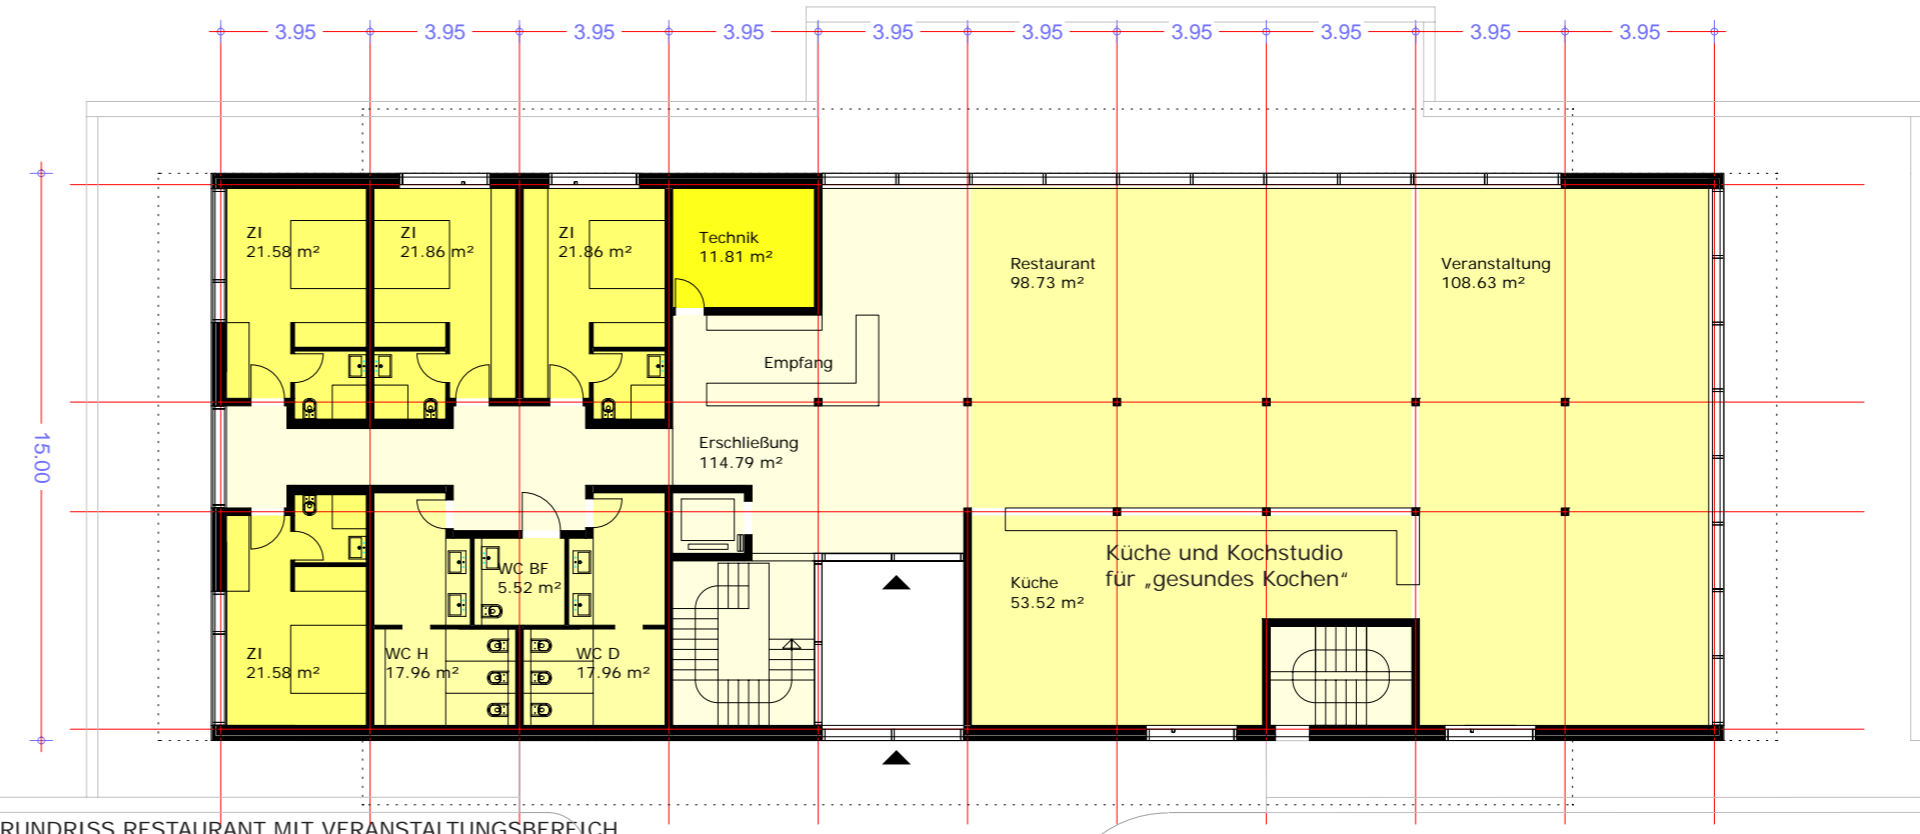 3.95 3.95 3.95 3.95 3.95 3.95 3.95 3.95 3.95 3.95
15.00
ZI
21.58 m²
ZI
21.86 m²
ZI
21.86 m²
Technik
11.81 m²
Restaurant
98.73 m²
Veranstaltung
108.63 m²
Empfang
Erschließung
114.79 m²
WC BF
5.52 m²
Küche und Kochstudio
für „gesundes Kochen“
Küche
53.52 m²
ZI
21.58 m²
WC H
17.96 m²
WC D
17.96 m²
RUNDRISS RESTAURANT MIT VERANSTALTUNGSBEREICH